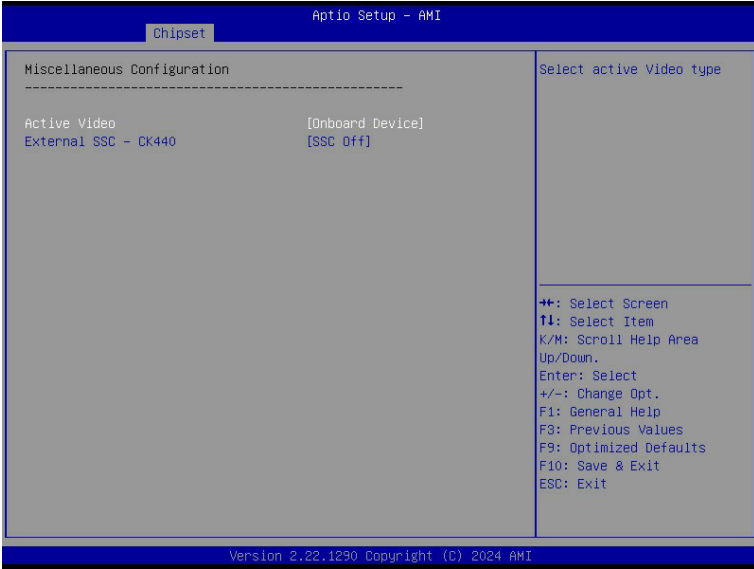 Aptio Setup – AMI
Chipset
Miscellaneous Configuration
--------------------------------------------------
Active Video [Onboard Device]
External SSC – CK440 [SSC Off]
Select active Video type
→←: Select Screen
↑↓: Select Item
K/M: Scroll Help Area
Up/Down.
Enter: Select
+/-: Change Opt.
F1: General Help
F3: Previous Values
F9: Optimized Defaults
F10: Save & Exit
ESC: Exit
Version 2.22.1290 Copyright (C) 2024 AMI